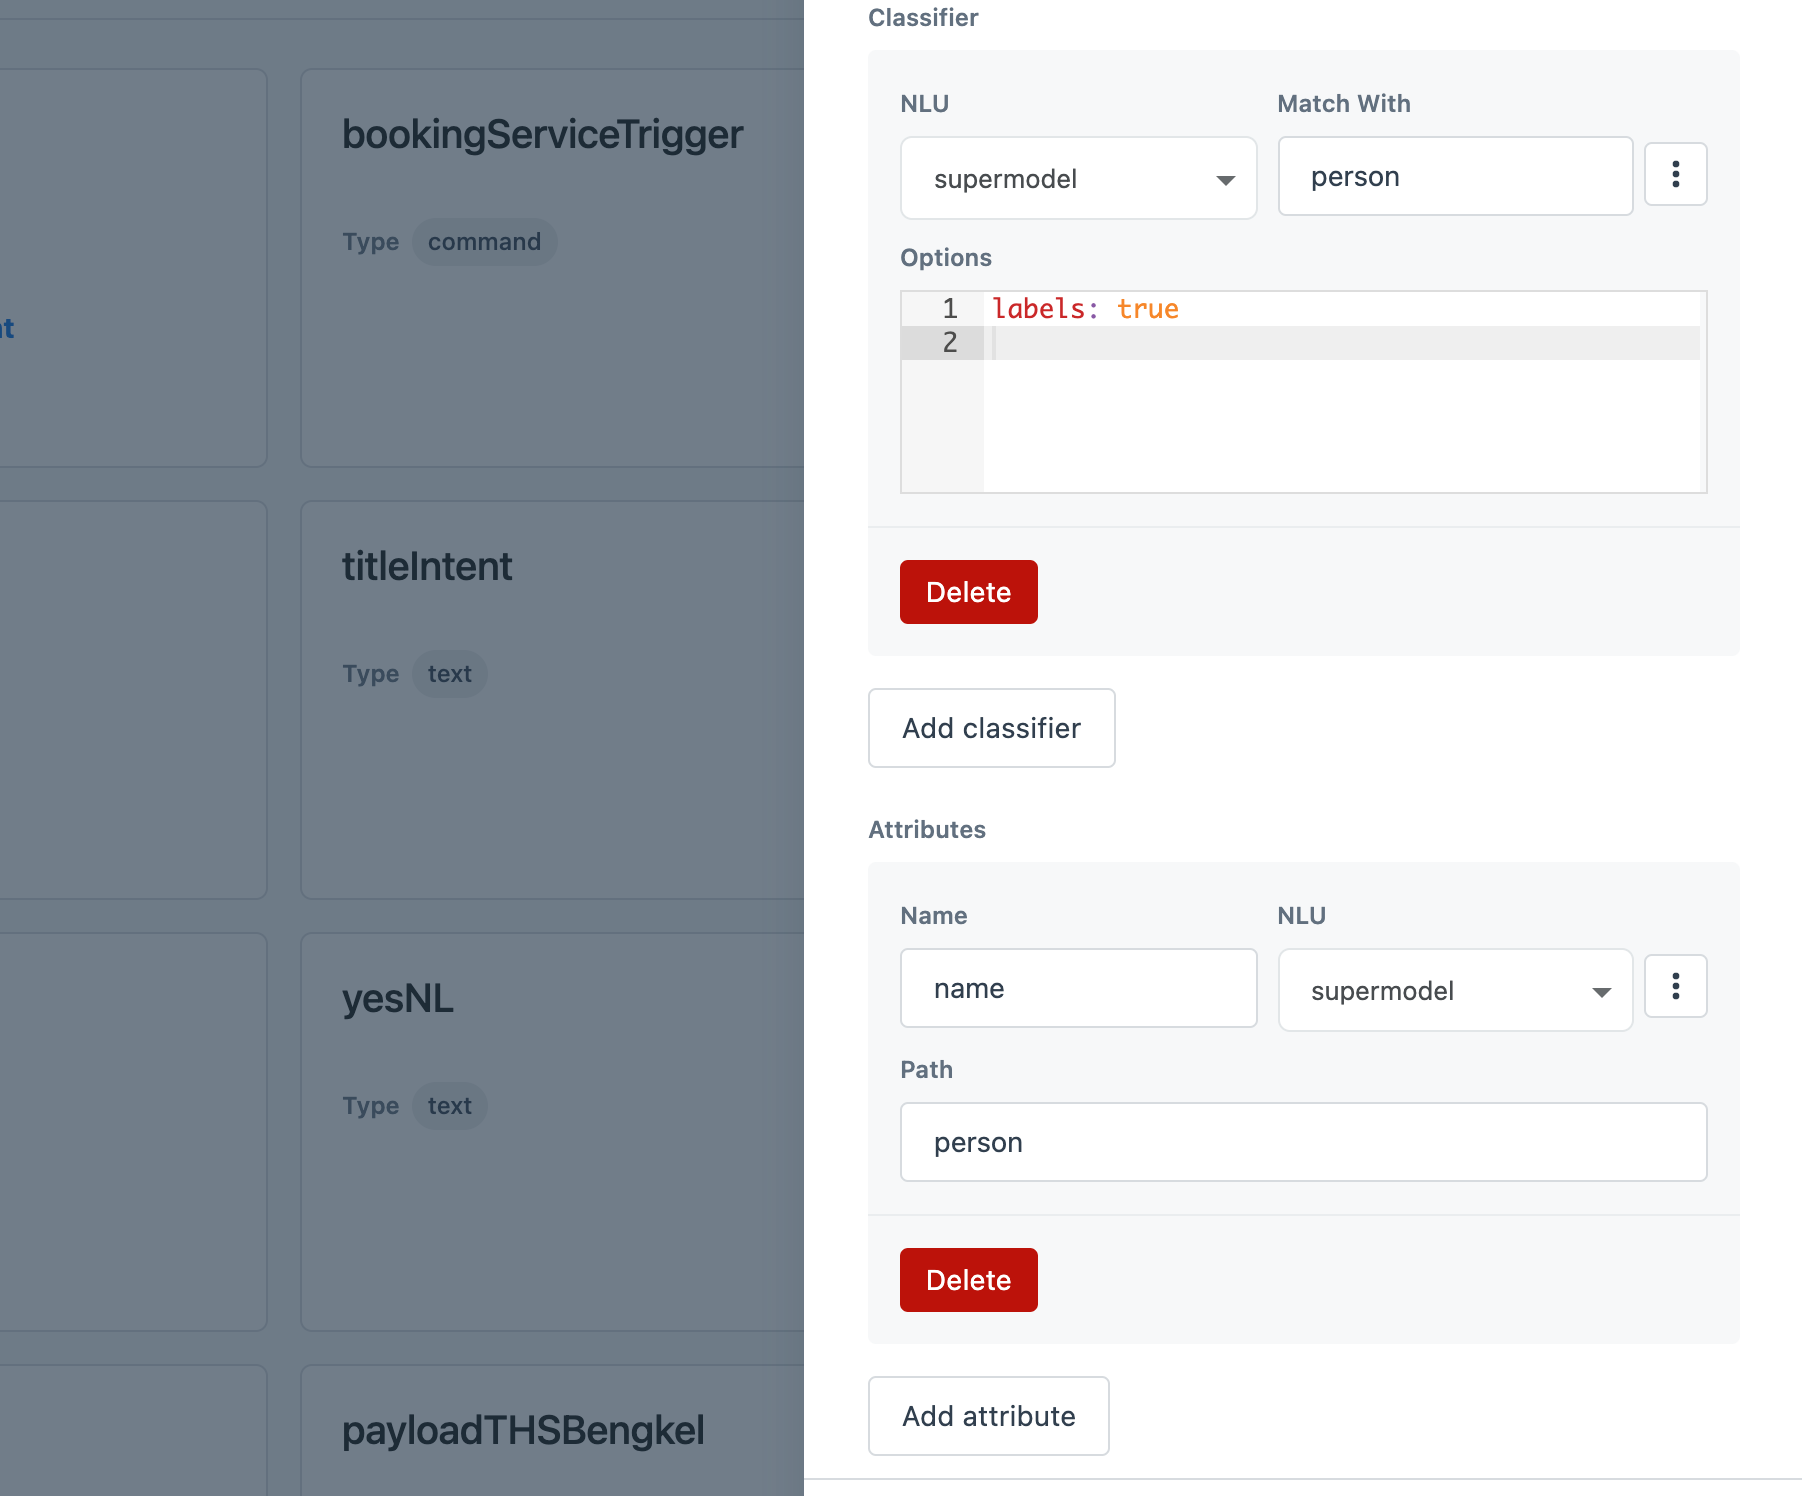 nt
bookingServiceTrigger
Type command
titleIntent
Type text
yesNL
Type text
payloadTHSBengkel
Classifier
NLU Match With
supermodel person
Options
1 labels: true
2
Delete
Add classifier
Attributes
Name NLU
name supermodel
Path
person
Delete
Add attribute